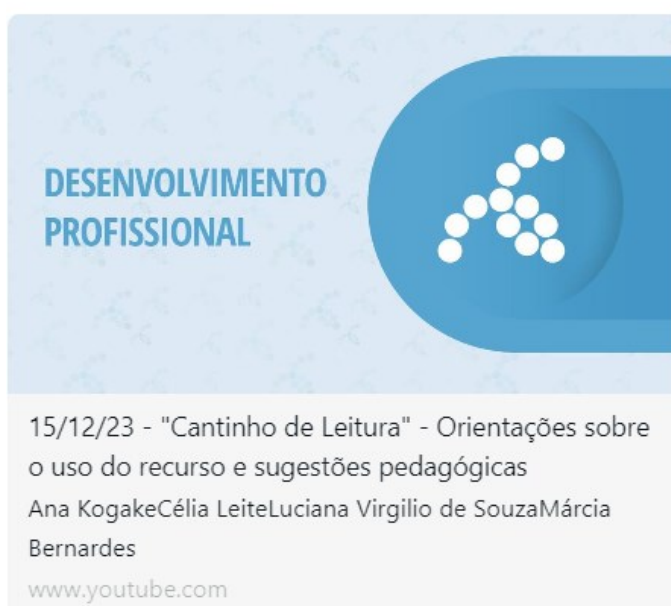 DESENVOLVIMENTO
PROFISSIONAL
15/12/23 - "Cantinho de Leitura" - Orientações sobre
o uso do recurso e sugestões pedagógicas
Ana KogakeCélia LeiteLuciana Virgilio de SouzaMárcia
Bernardes
www.youtube.com